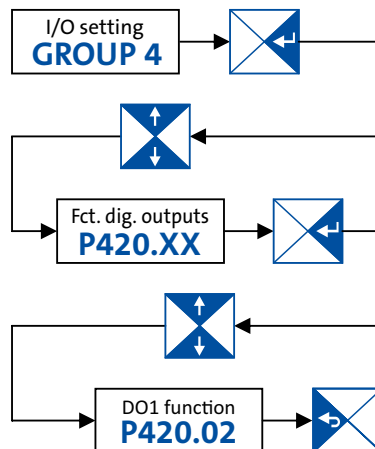 I/O setting
GROUP 4
Fct. dig. outputs
P420.XX
DO1 function
P420.02